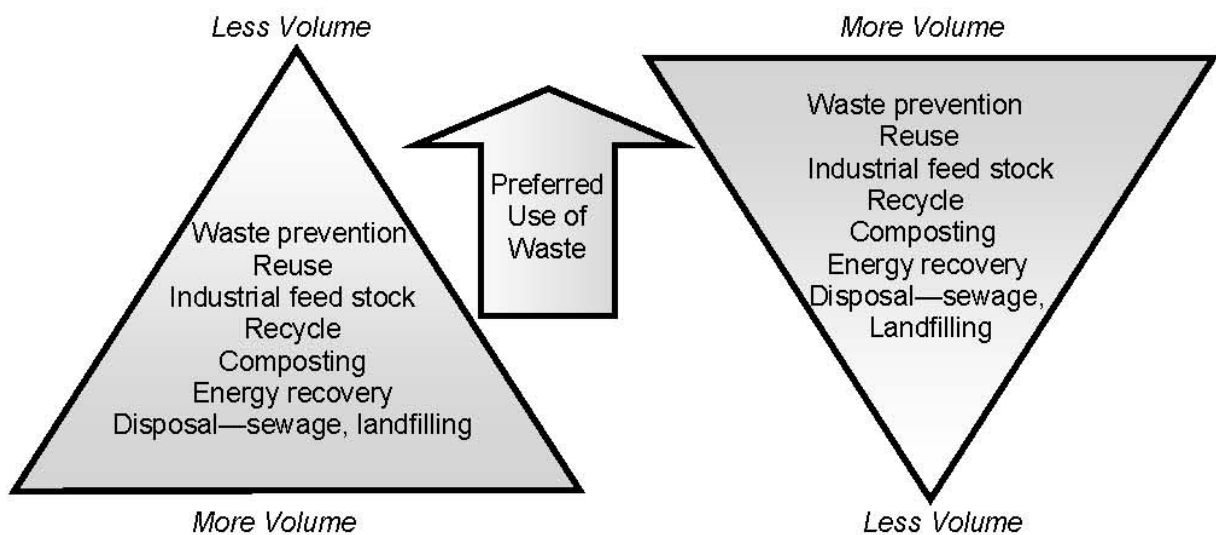 Less Volume
Waste prevention
Reuse
Industrial feed stock
Recycle
Composting
Energy recovery
Disposal—sewage, landfilling
More Volume
Preferred
Use of
Waste
More Volume
Waste prevention
Reuse
Industrial feed stock
Recycle
Composting
Energy recovery
Disposal—sewage,
Landfilling
Less Volume